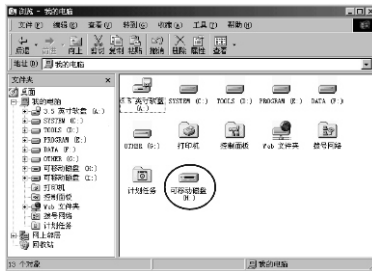 浏览 - 我的电脑
文件(F) 编辑(E) 查看(V) 转到(G) 收藏(A) 工具(T) 帮助(H)
后退 前进 向上 剪切 复制 粘贴 撤消 删除 属性 查看
地址(D) 我的电脑
文件夹
桌面
我的电脑
3.5 英寸软盘 (A:)
SYSTEM (C:)
TOOLS (D:)
PROGRAM (E:)
DATA (F:)
OTHER (G:)
可移动磁盘 (H:)
可移动磁盘 (I:)
打印机
控制面板
Web 文件夹
拨号网络
计划任务
网上邻居
回收站
3.5 英寸软盘 (A:) SYSTEM (C:) TOOLS (D:) PROGRAM (E:) DATA (F:)
OTHER (G:) 打印机 控制面板 Web 文件夹 拨号网络
计划任务 可移动磁盘 (H:)
13 个对象 我的电脑